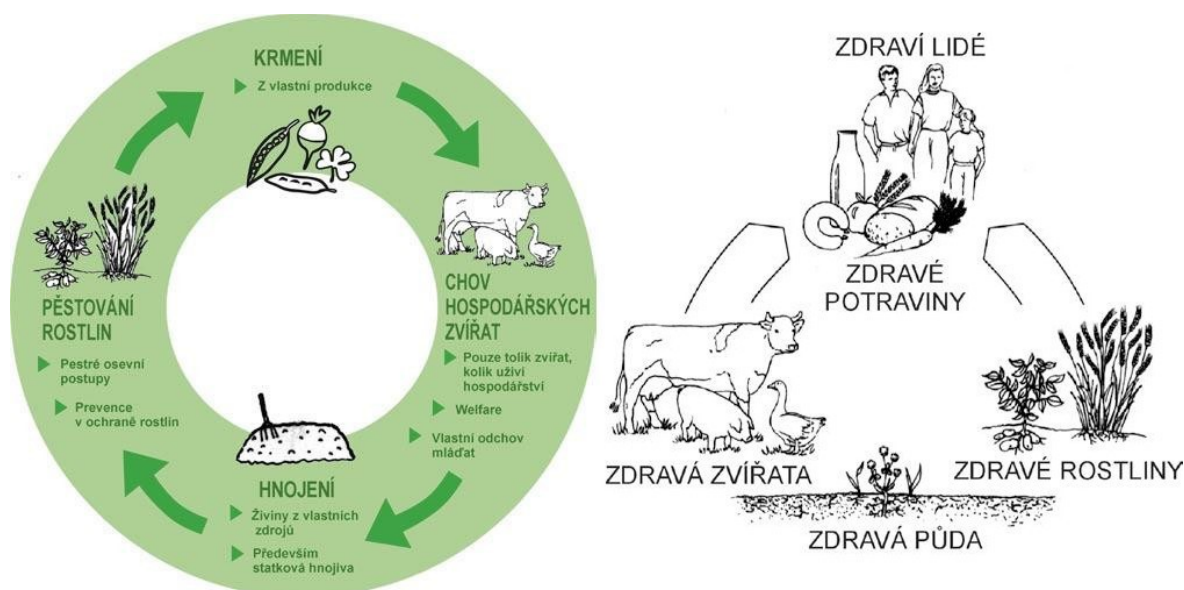 KRMENÍ
Z vlastní produkce
CHOV
HOSPODÁŘSKÝCH
ZVÍŘAT
Pouze tolik zvířat,
kolik uživí
hospodářství
Welfare
Vlastní odchov
mláďat
HNOJENÍ
Živiny z vlastních
zdrojů
Především
statková hnojiva
PĚSTOVÁNÍ
ROSTLIN
Pestré osevní
postupy
Prevence
v ochraně rostlin
ZDRAVÍ LIDÉ
ZDRAVÉ
POTRAVINY
ZDRAVÁ ZVÍŘATA
ZDRAVÉ ROSTLINY
ZDRAVÁ PŮDA